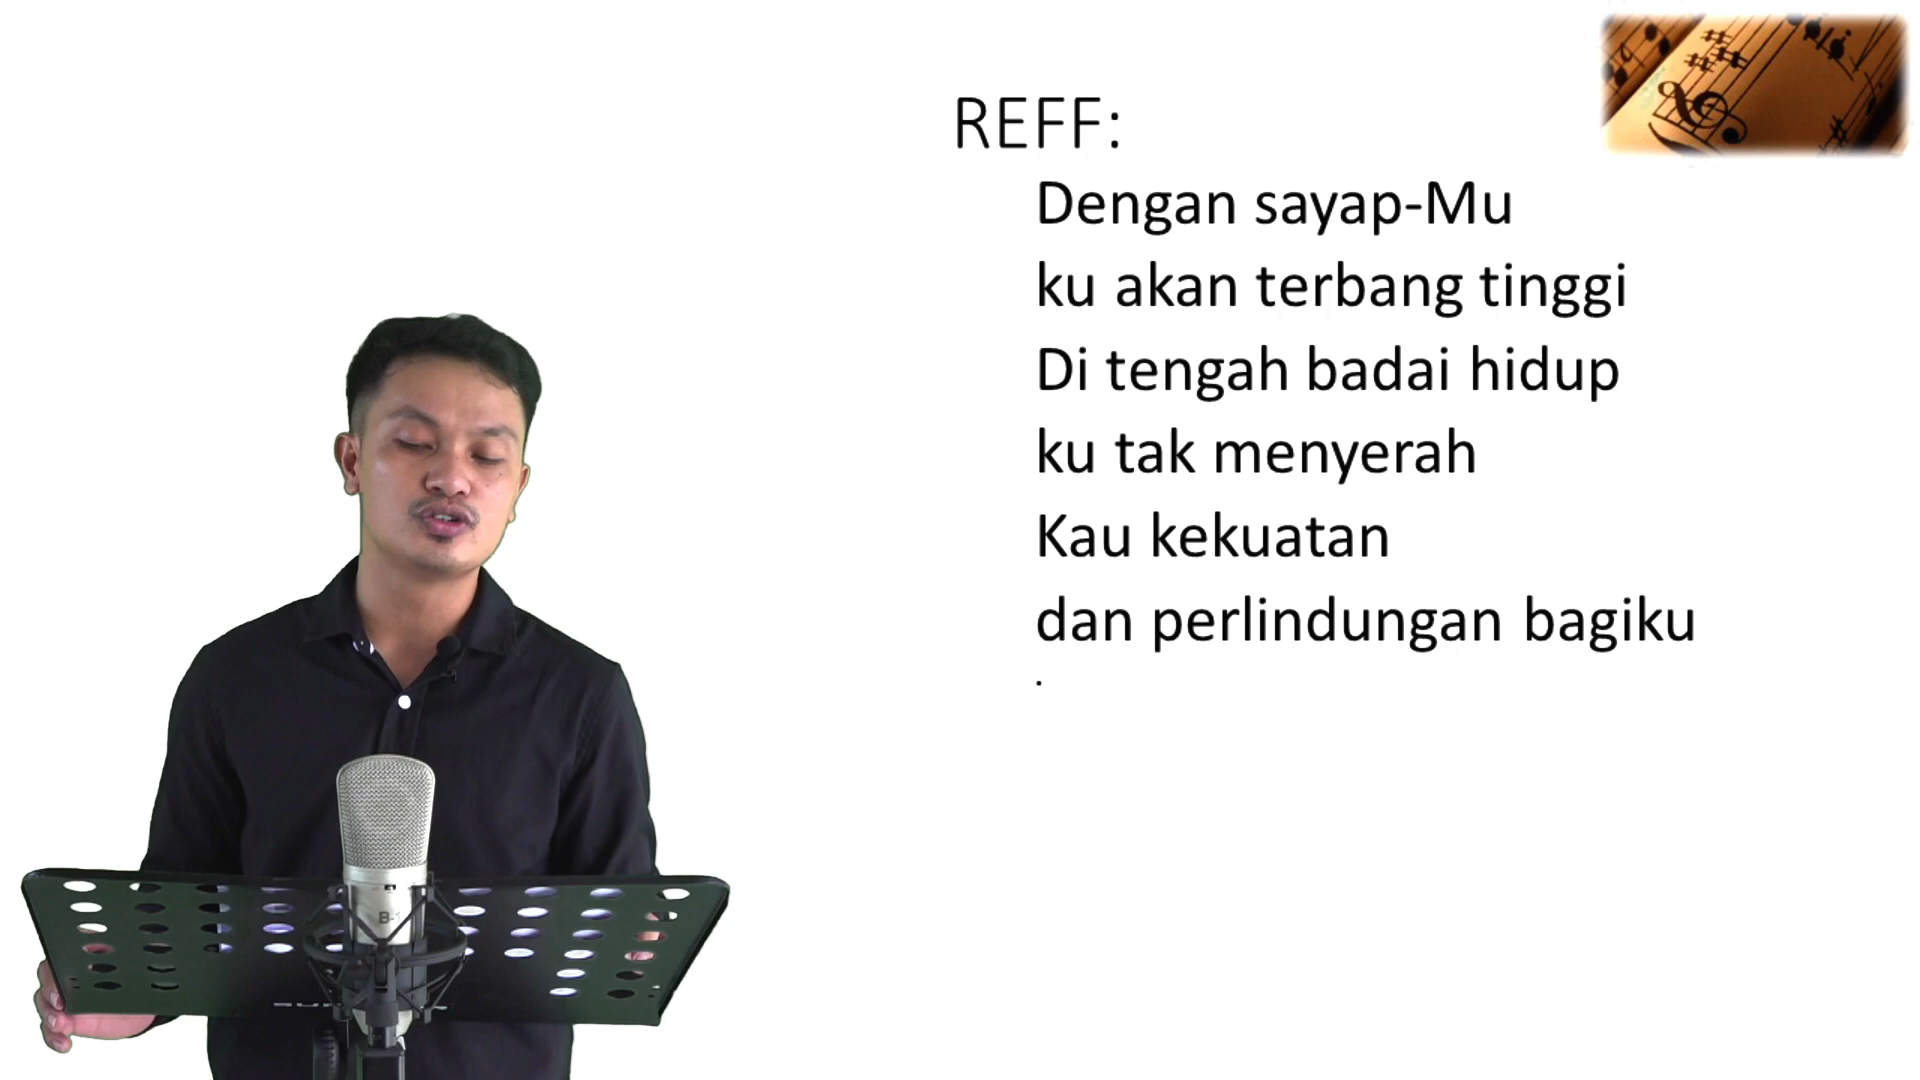 REFF:
Dengan sayap-Mu
ku akan terbang tinggi
Di tengah badai hidup
ku tak menyerah
Kau kekuatan
dan perlindungan bagiku
.
B-1